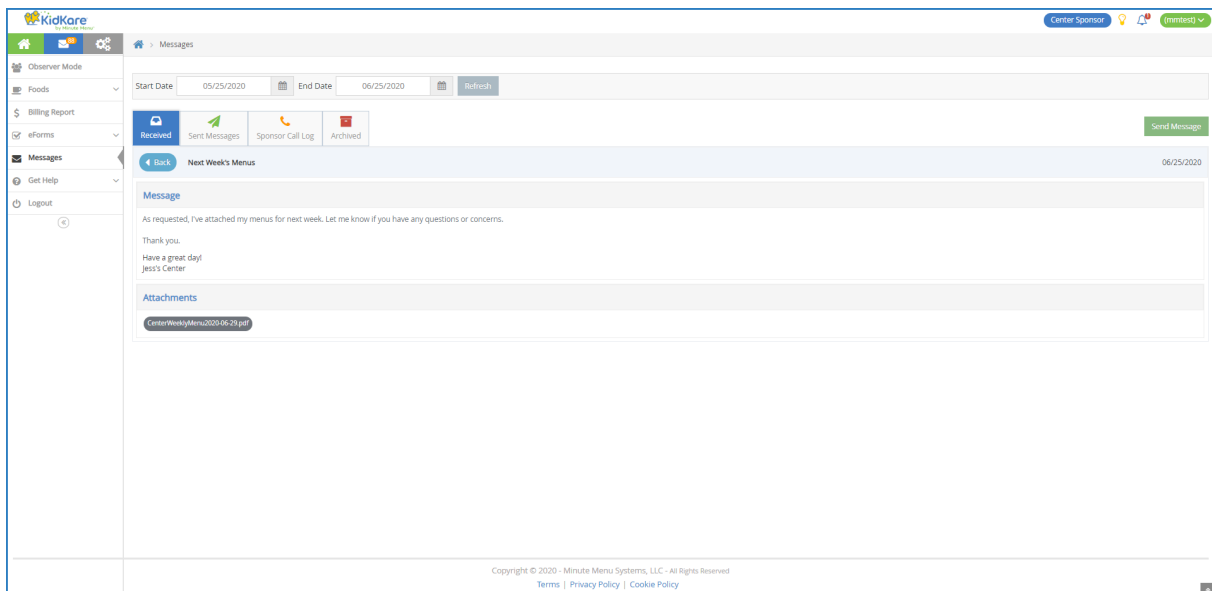 KidKare
by Minute Menu
Center Sponsor
(mmtest)
Messages
Observer Mode
Foods
Billing Report
eForms
Messages
Get Help
Logout
Start Date 05/25/2020 End Date 06/25/2020 Refresh
Received Sent Messages Sponsor Call Log Archived
Send Message
Back Next Week's Menus 06/25/2020
Message
As requested, I've attached my menus for next week. Let me know if you have any questions or concerns.
Thank you.
Have a great day!
Jess's Center
Attachments
CenterWeeklyMenu2020-06-29.pdf
Copyright © 2020 - Minute Menu Systems, LLC - All Rights Reserved
Terms | Privacy Policy | Cookie Policy